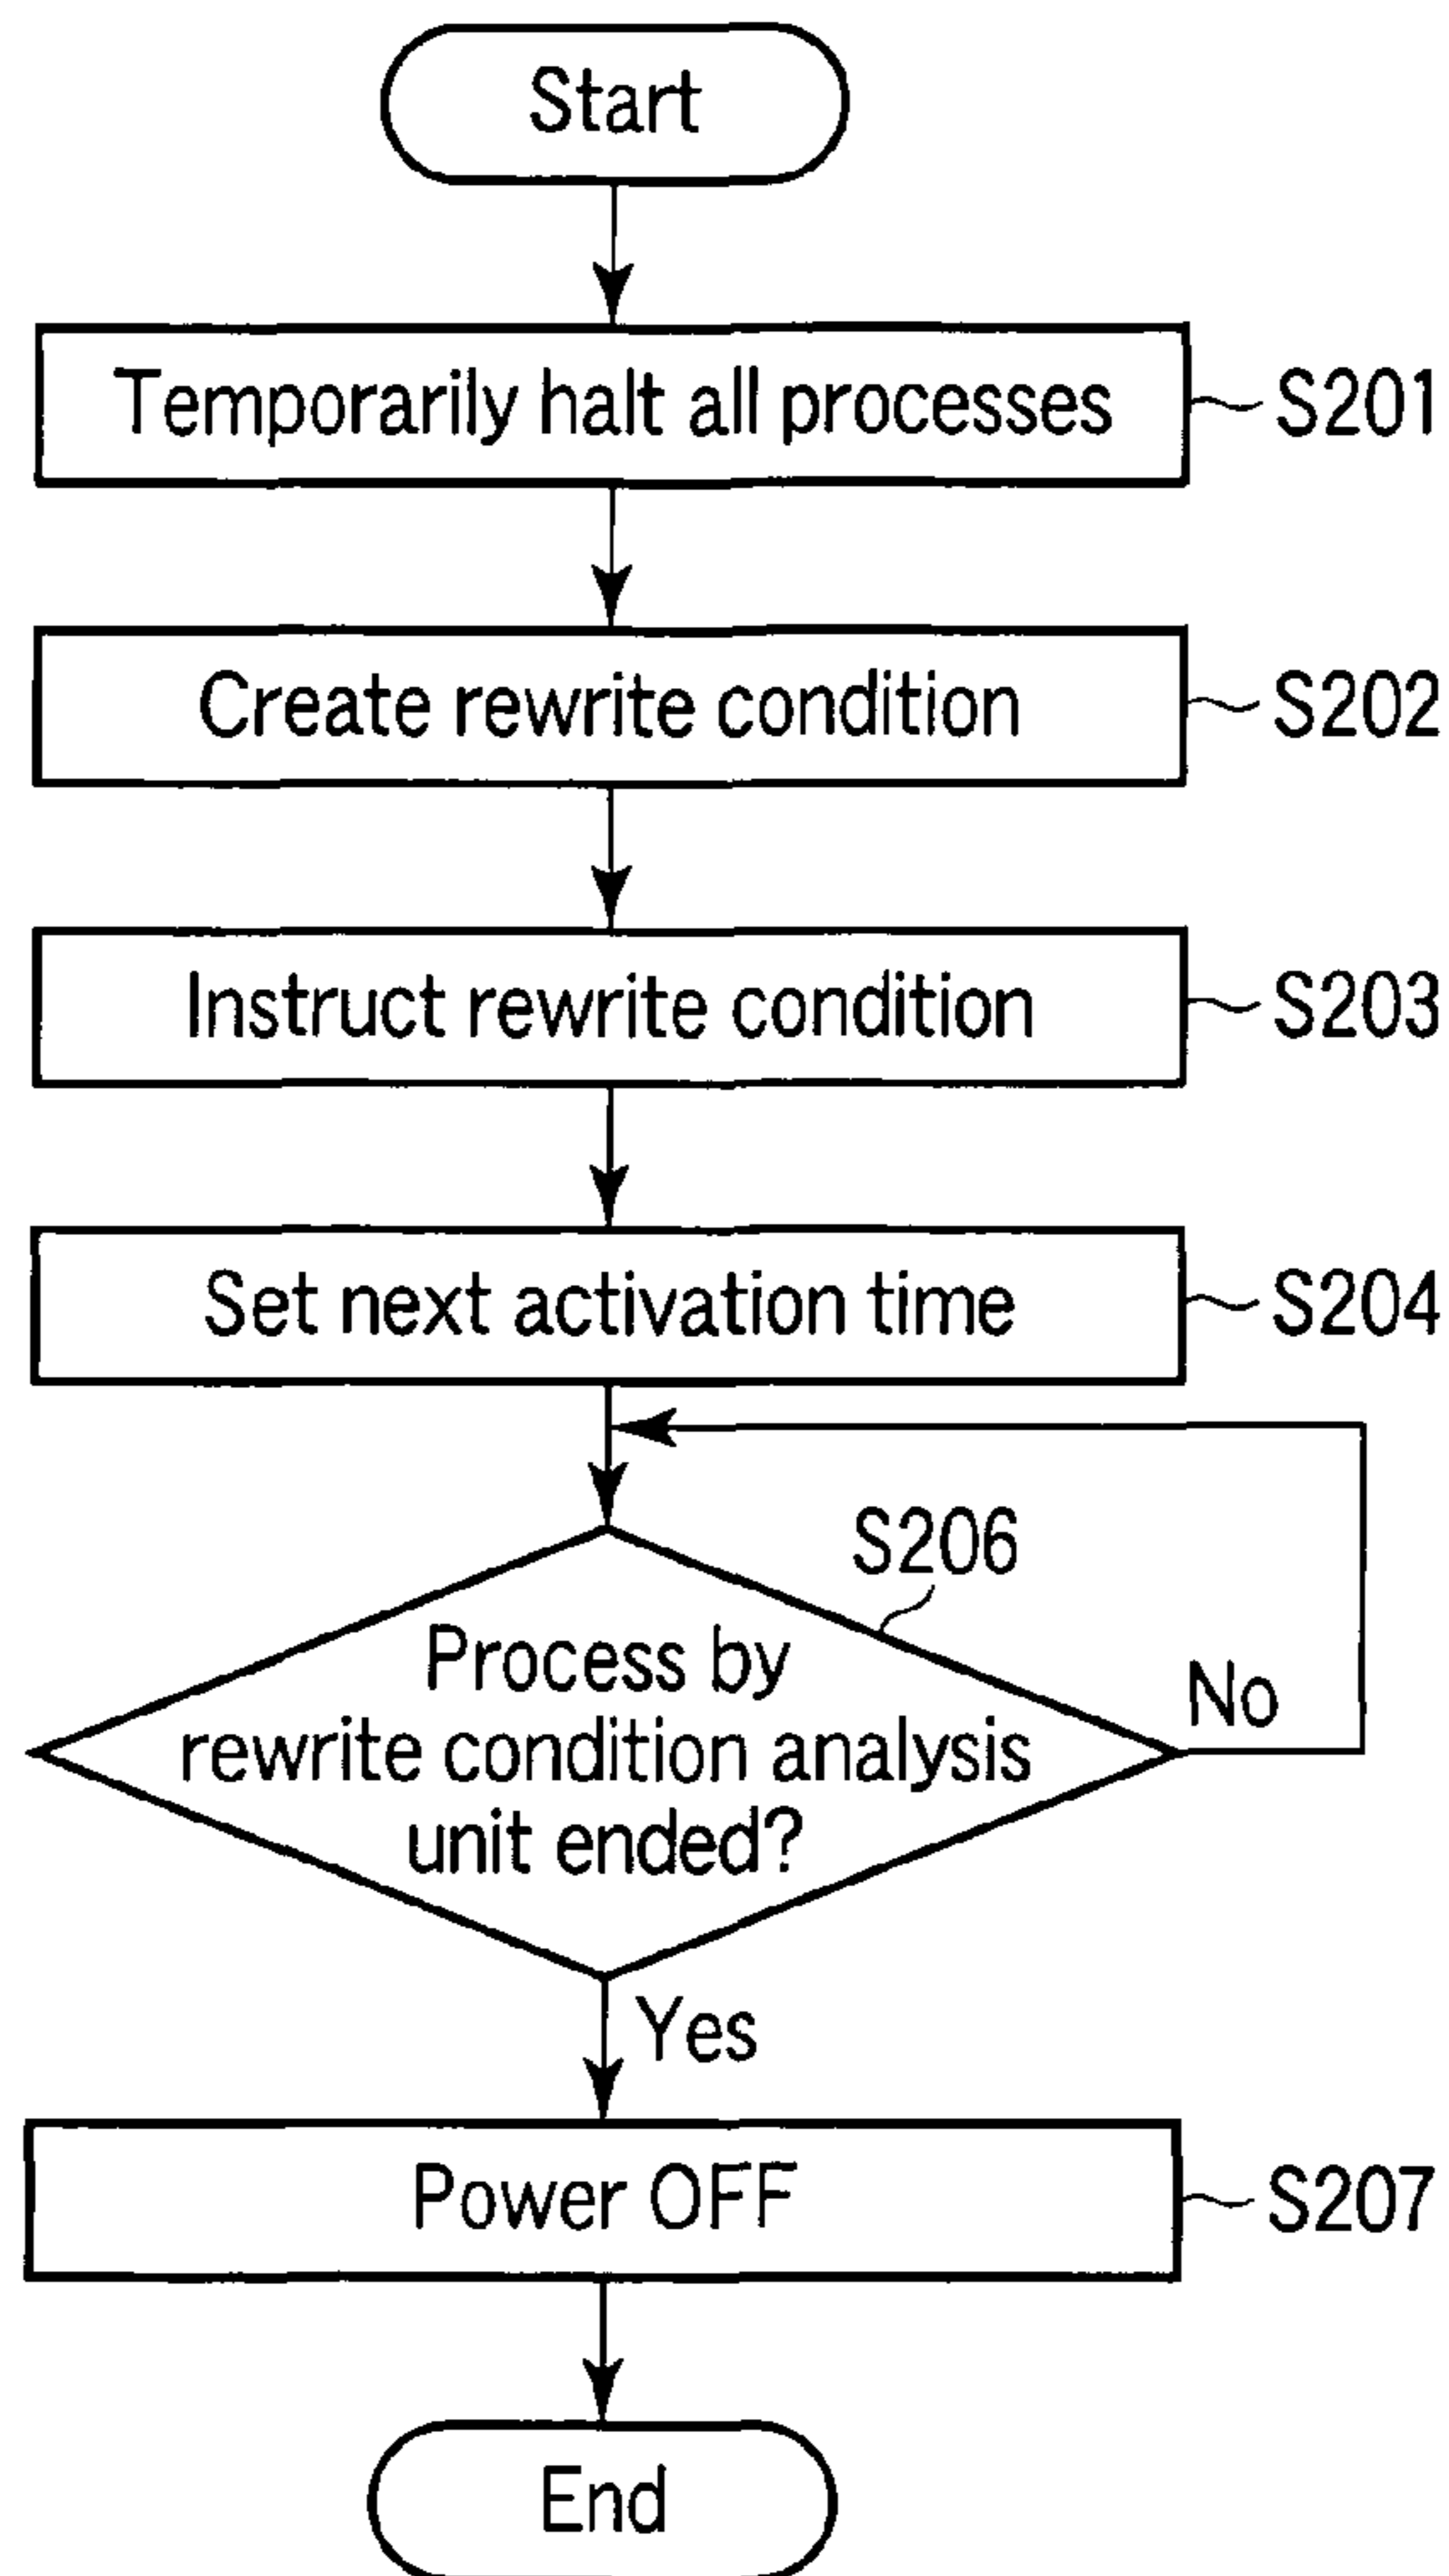 Start
Temporarily halt all processes
S201
Create rewrite condition
S202
Instruct rewrite condition
S203
Set next activation time
S204
S206
Process by
rewrite condition analysis
unit ended?
No
Yes
Power OFF
S207
End